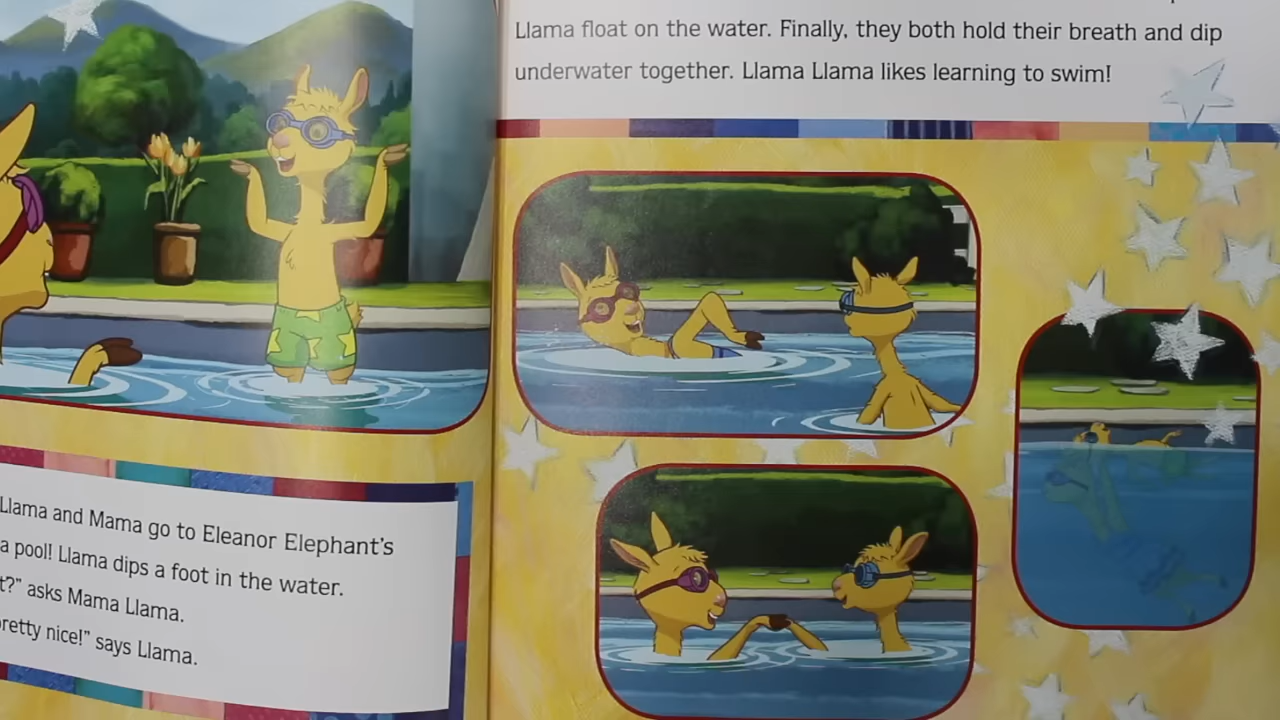 Llama and Mama go to Eleanor Elephant's
a pool! Llama dips a foot in the water.
asks Mama Llama.
nice!" says Llama.
Llama float on the water. Finally, they both hold their breath and dip
underwater together. Llama Llama likes learning to swim!